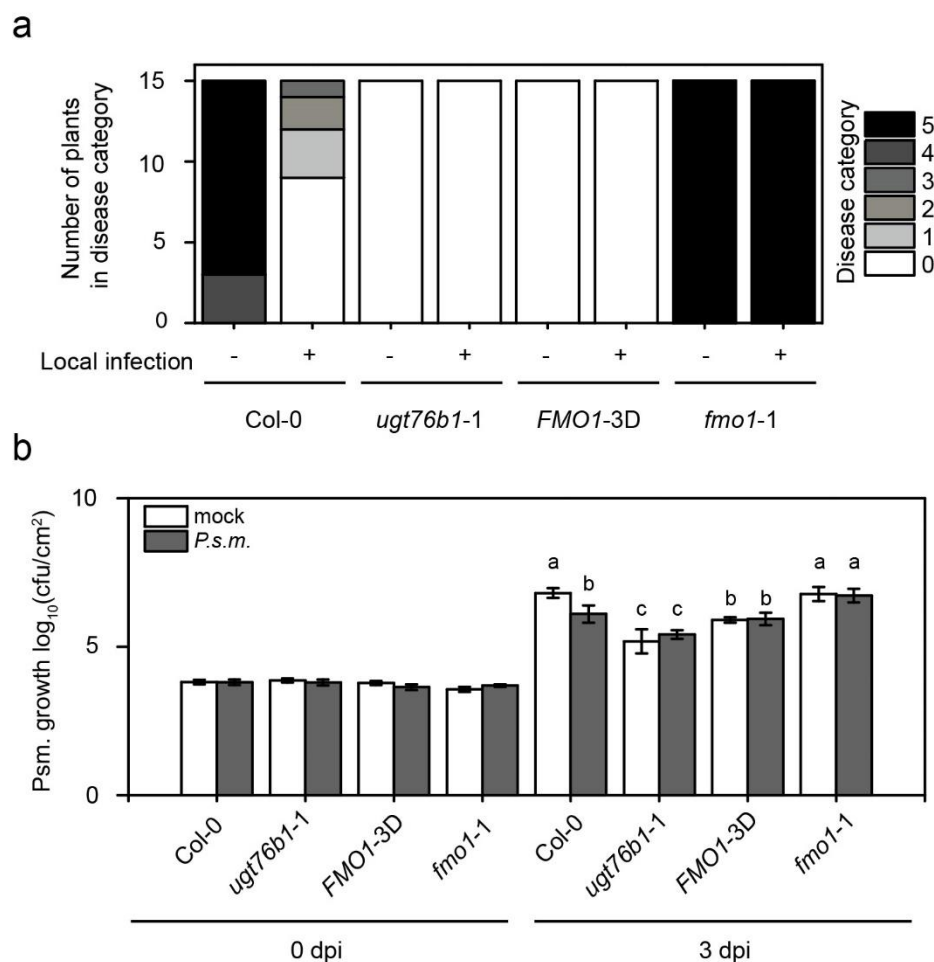 a
Number of plants
in disease category
15
10
5
0
Disease category
5
4
3
2
1
0
Local infection - + - + - + - +
Col-0 ugt76b1-1 FMO1-3D fmo1-1
b
Psm. growth log10(cfu/cm²)
10
5
0
mock
P.s.m.
a b c c b b a a
Col-0 ugt76b1-1 FMO1-3D fmo1-1 Col-0 ugt76b1-1 FMO1-3D fmo1-1
0 dpi 3 dpi